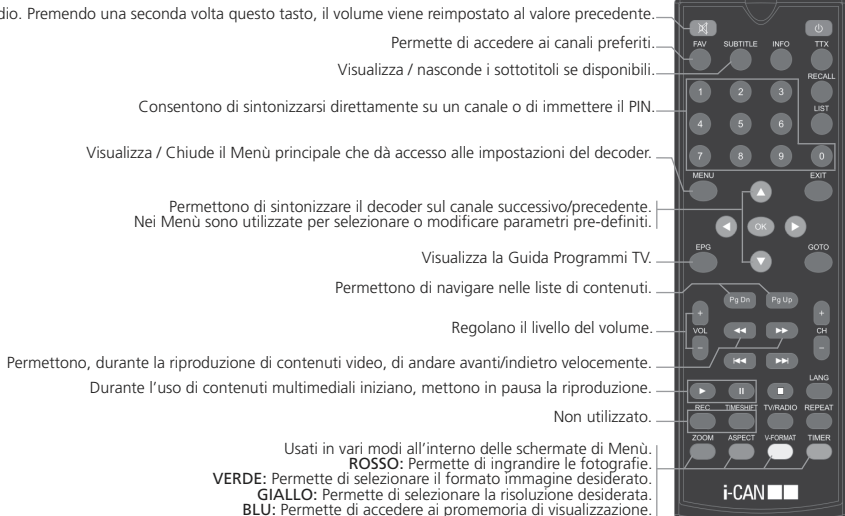 dio. Premendo una seconda volta questo tasto, il volume viene reimpostato al valore precedente.
Permette di accedere ai canali preferiti.
Visualizza / nasconde i sottotitoli se disponibili.
Consentono di sintonizzarsi direttamente su un canale o di immettere il PIN.
Visualizza / Chiude il Menù principale che dà accesso alle impostazioni del decoder.
Permettono di sintonizzare il decoder sul canale successivo/precedente.
Nei Menù sono utilizzate per selezionare o modificare parametri pre-definiti.
Visualizza la Guida Programmi TV.
Permettono di navigare nelle liste di contenuti.
Regolano il livello del volume.
Permettono, durante la riproduzione di contenuti video, di andare avanti/indietro velocemente.
Durante l'uso di contenuti multimediali iniziano, mettono in pausa la riproduzione.
Non utilizzato.
Usati in vari modi all'interno delle schermate di Menù.
ROSSO: Permette di ingrandire le fotografie.
VERDE: Permette di selezionare il formato immagine desiderato.
GIALLO: Permette di selezionare la risoluzione desiderata.
BLU: Permette di accedere ai promemoria di visualizzazione.
FAV SUBTITLE INFO TTX
RECALL
1 2 3
LIST
4 5 6
7 8 9 0
MENU EXIT
OK
EPG GOTO
Pg Dn Pg Up
+ +
VOL CH
− −
LANG
REC TIMESHIFT TV/RADIO REPEAT
ZOOM ASPECT V-FORMAT TIMER
i-CAN